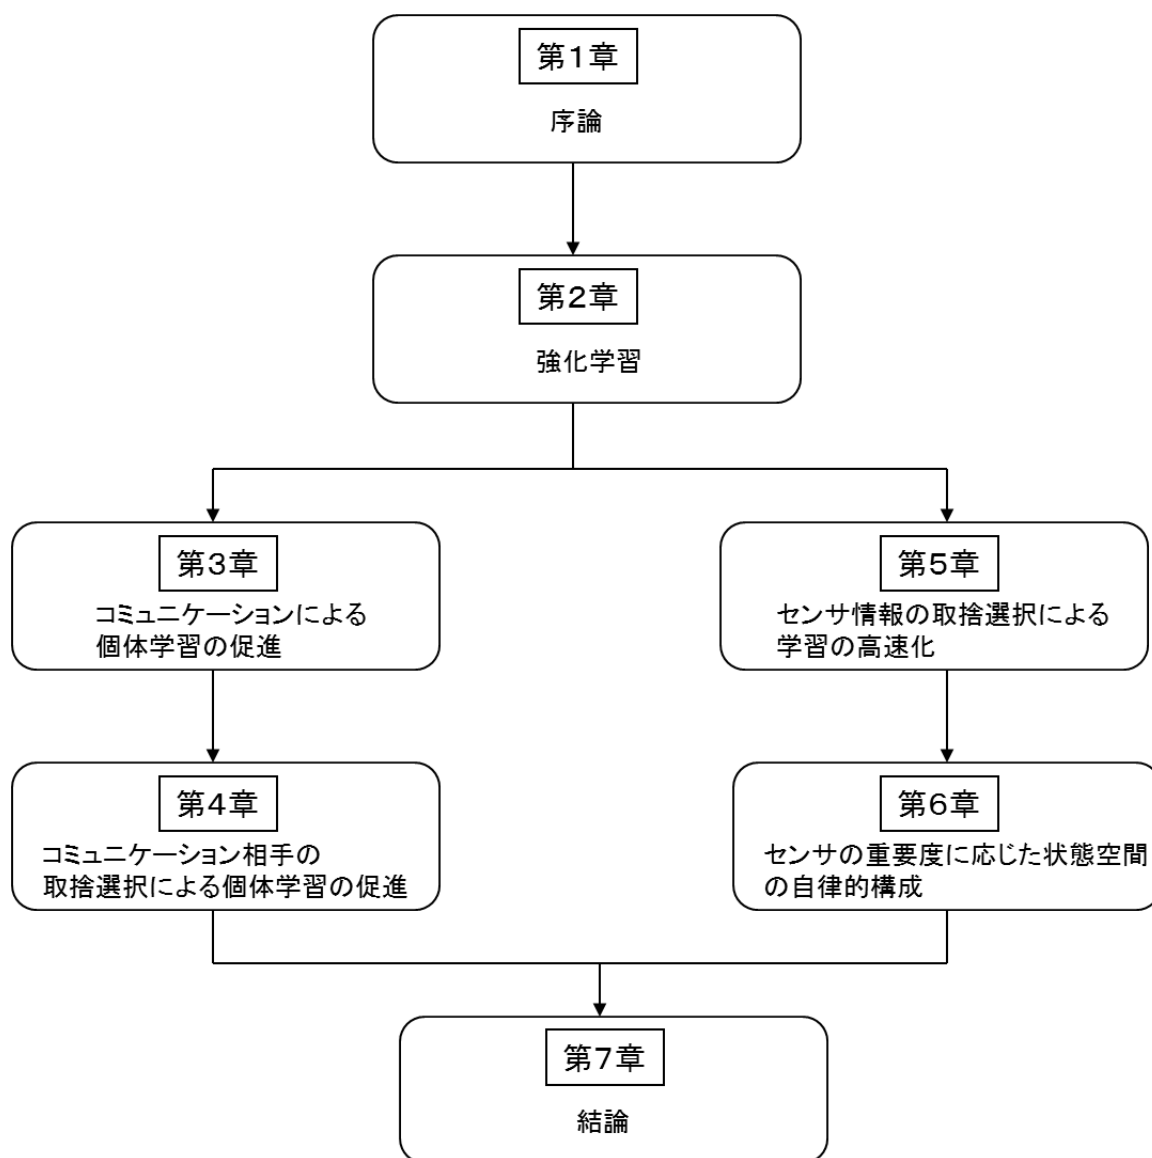 第1章
序論
第2章
強化学習
第3章
コミュニケーションによる
個体学習の促進
第4章
コミュニケーション相手の
取捨選択による個体学習の促進
第5章
センサ情報の取捨選択による
学習の高速化
第6章
センサの重要度に応じた状態空間
の自律的構成
第7章
結論